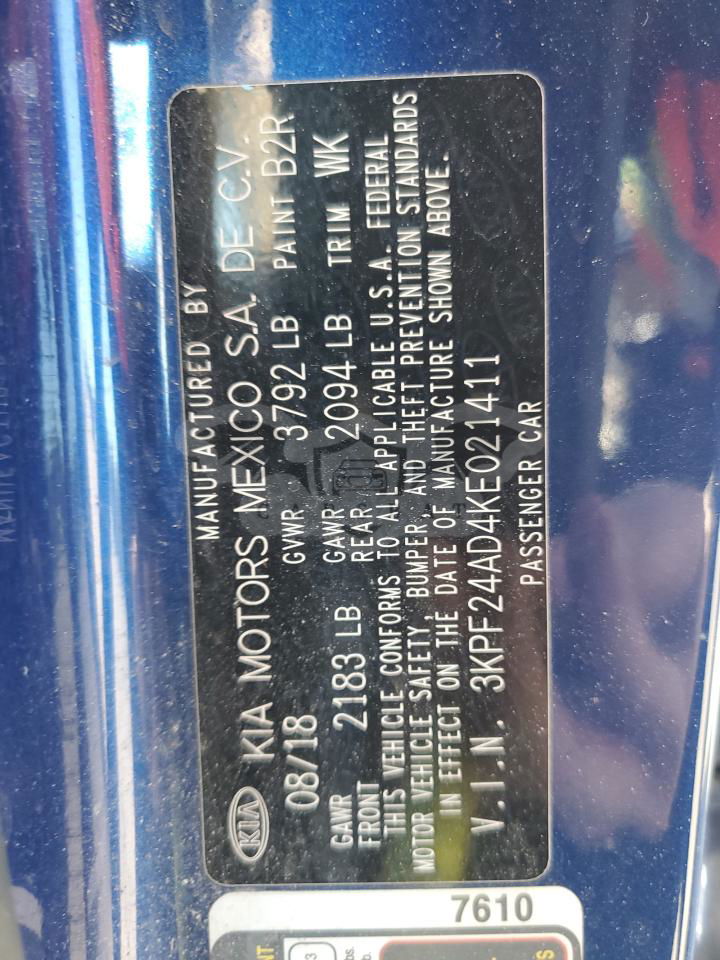 MANUFACTURED BY
KIA KIA MOTORS MEXICO S.A. DE C.V.
08/18 GVWR 3792 LB PAINT B2R
GAWR FRONT 2183 LB GAWR REAR 2094 LB TRIM WK
THIS VEHICLE CONFORMS TO ALL APPLICABLE U.S.A. FEDERAL
MOTOR VEHICLE SAFETY, BUMPER, AND THEFT PREVENTION STANDARDS
IN EFFECT ON THE DATE OF MANUFACTURE SHOWN ABOVE.
V.I.N. 3KPF24AD4KE021411
PASSENGER CAR
7610